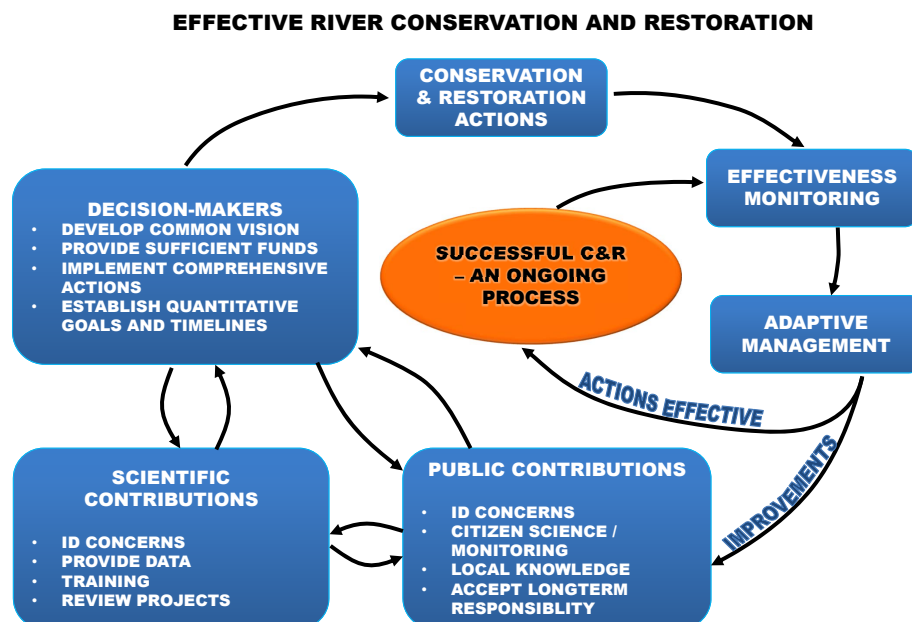 EFFECTIVE RIVER CONSERVATION AND RESTORATION
CONSERVATION
& RESTORATION
ACTIONS
EFFECTIVENESS
MONITORING
DECISION-MAKERS
• DEVELOP COMMON VISION
• PROVIDE SUFFICIENT FUNDS
• IMPLEMENT COMPREHENSIVE
ACTIONS
• ESTABLISH QUANTITATIVE
GOALS AND TIMELINES
SUCCESSFUL C&R
– AN ONGOING
PROCESS
ADAPTIVE
MANAGEMENT
ACTIONS EFFECTIVE
IMPROVEMENTS
SCIENTIFIC
CONTRIBUTIONS
• ID CONCERNS
• PROVIDE DATA
• TRAINING
• REVIEW PROJECTS
PUBLIC CONTRIBUTIONS
• ID CONCERNS
• CITIZEN SCIENCE /
MONITORING
• LOCAL KNOWLEDGE
• ACCEPT LONGTERM
RESPONSIBLITY